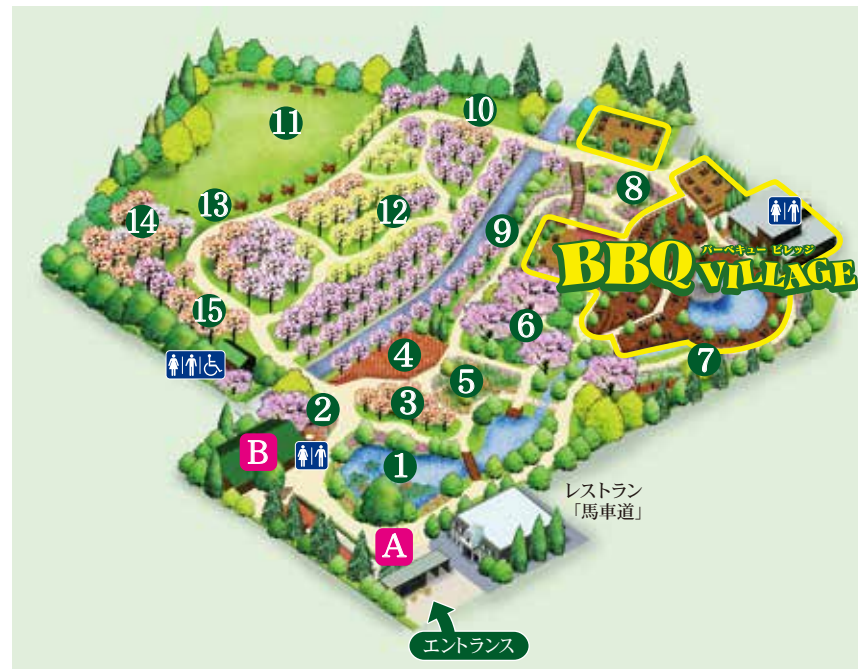 ⑩
⑪
⑧
⑭
⑬
⑫
⑨
バーベキュー ビレッジ
BBQ VILLAGE
⑮
⑥
④
⑦
⑤
②
③
B
①
レストラン
「馬車道」
A
エントランス